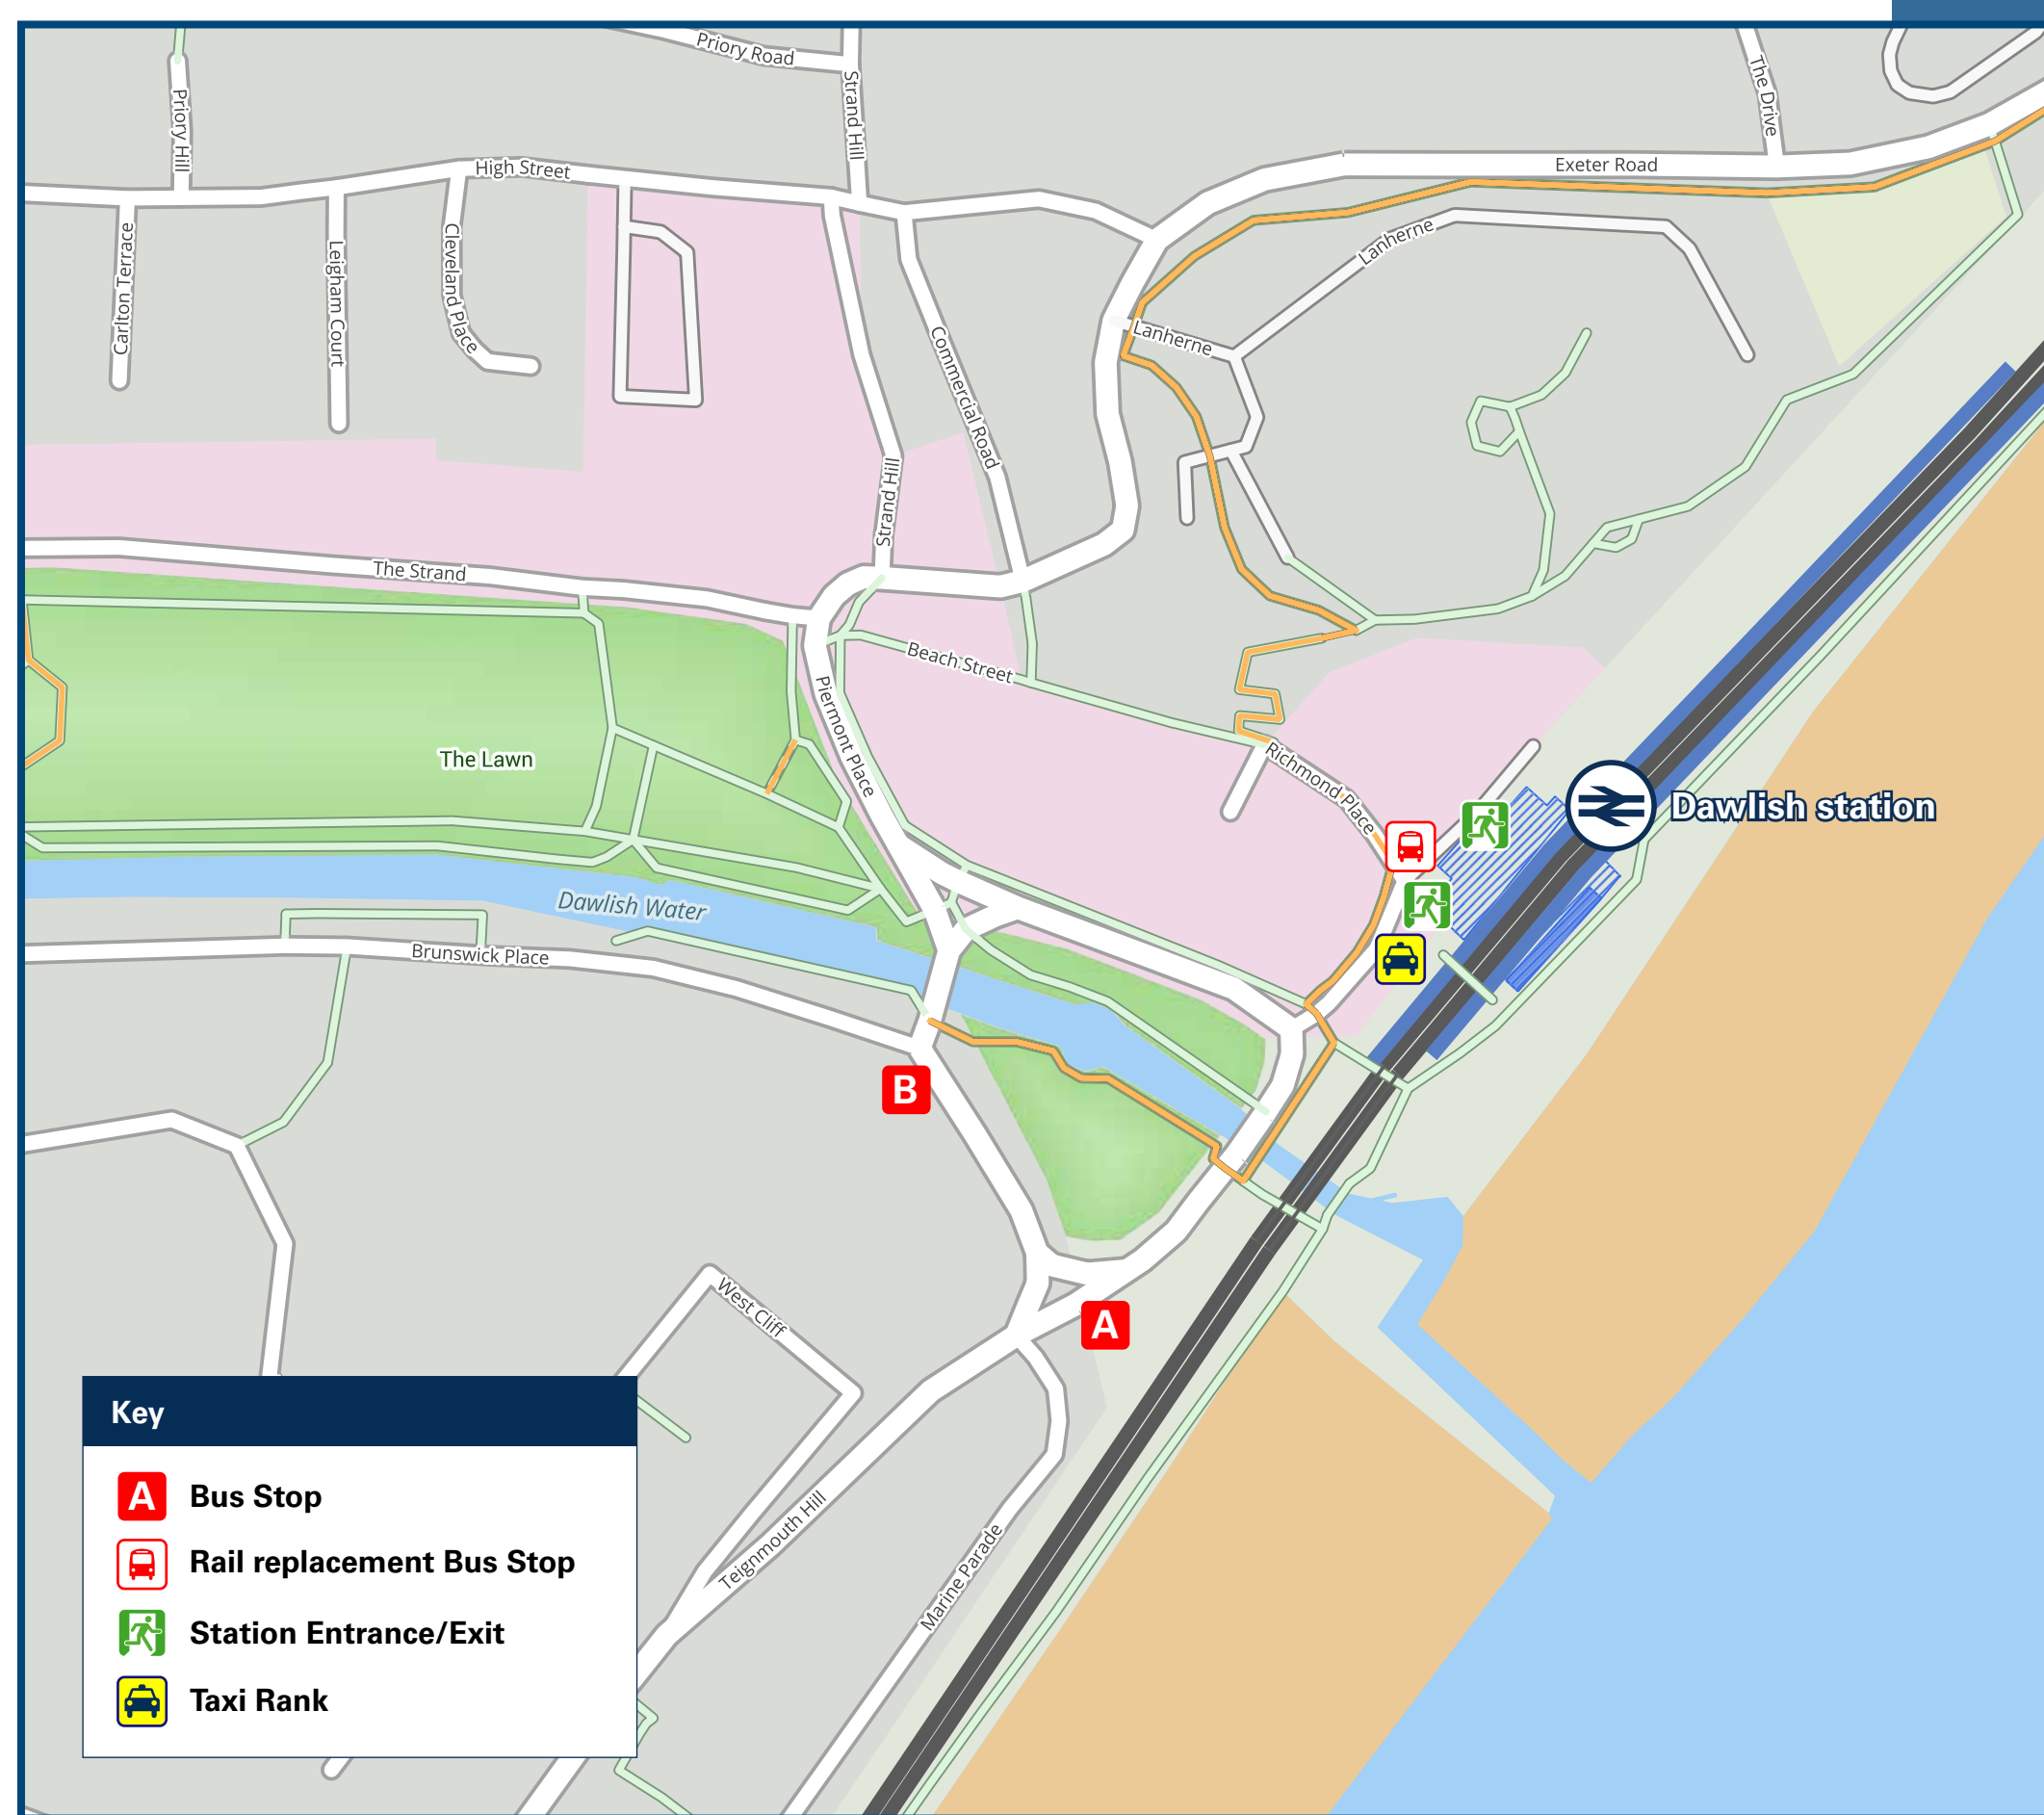 Priory Road
Strand Hill
The Drive
Priory Hill
High Street
Exeter Road
Carlton Terrace
Leigham Court
Cleveland Place
Lanherne
Lanherne
Commercial Road
Strand Hill
The Strand
Beach Street
Piermont Place
The Lawn
Richmond Place
Dawlish station
Dawlish Water
Brunswick Place
B
A
West Cliff
Teignmouth Hill
Marine Parade
Key
A Bus Stop
Rail replacement Bus Stop
Station Entrance/Exit
Taxi Rank